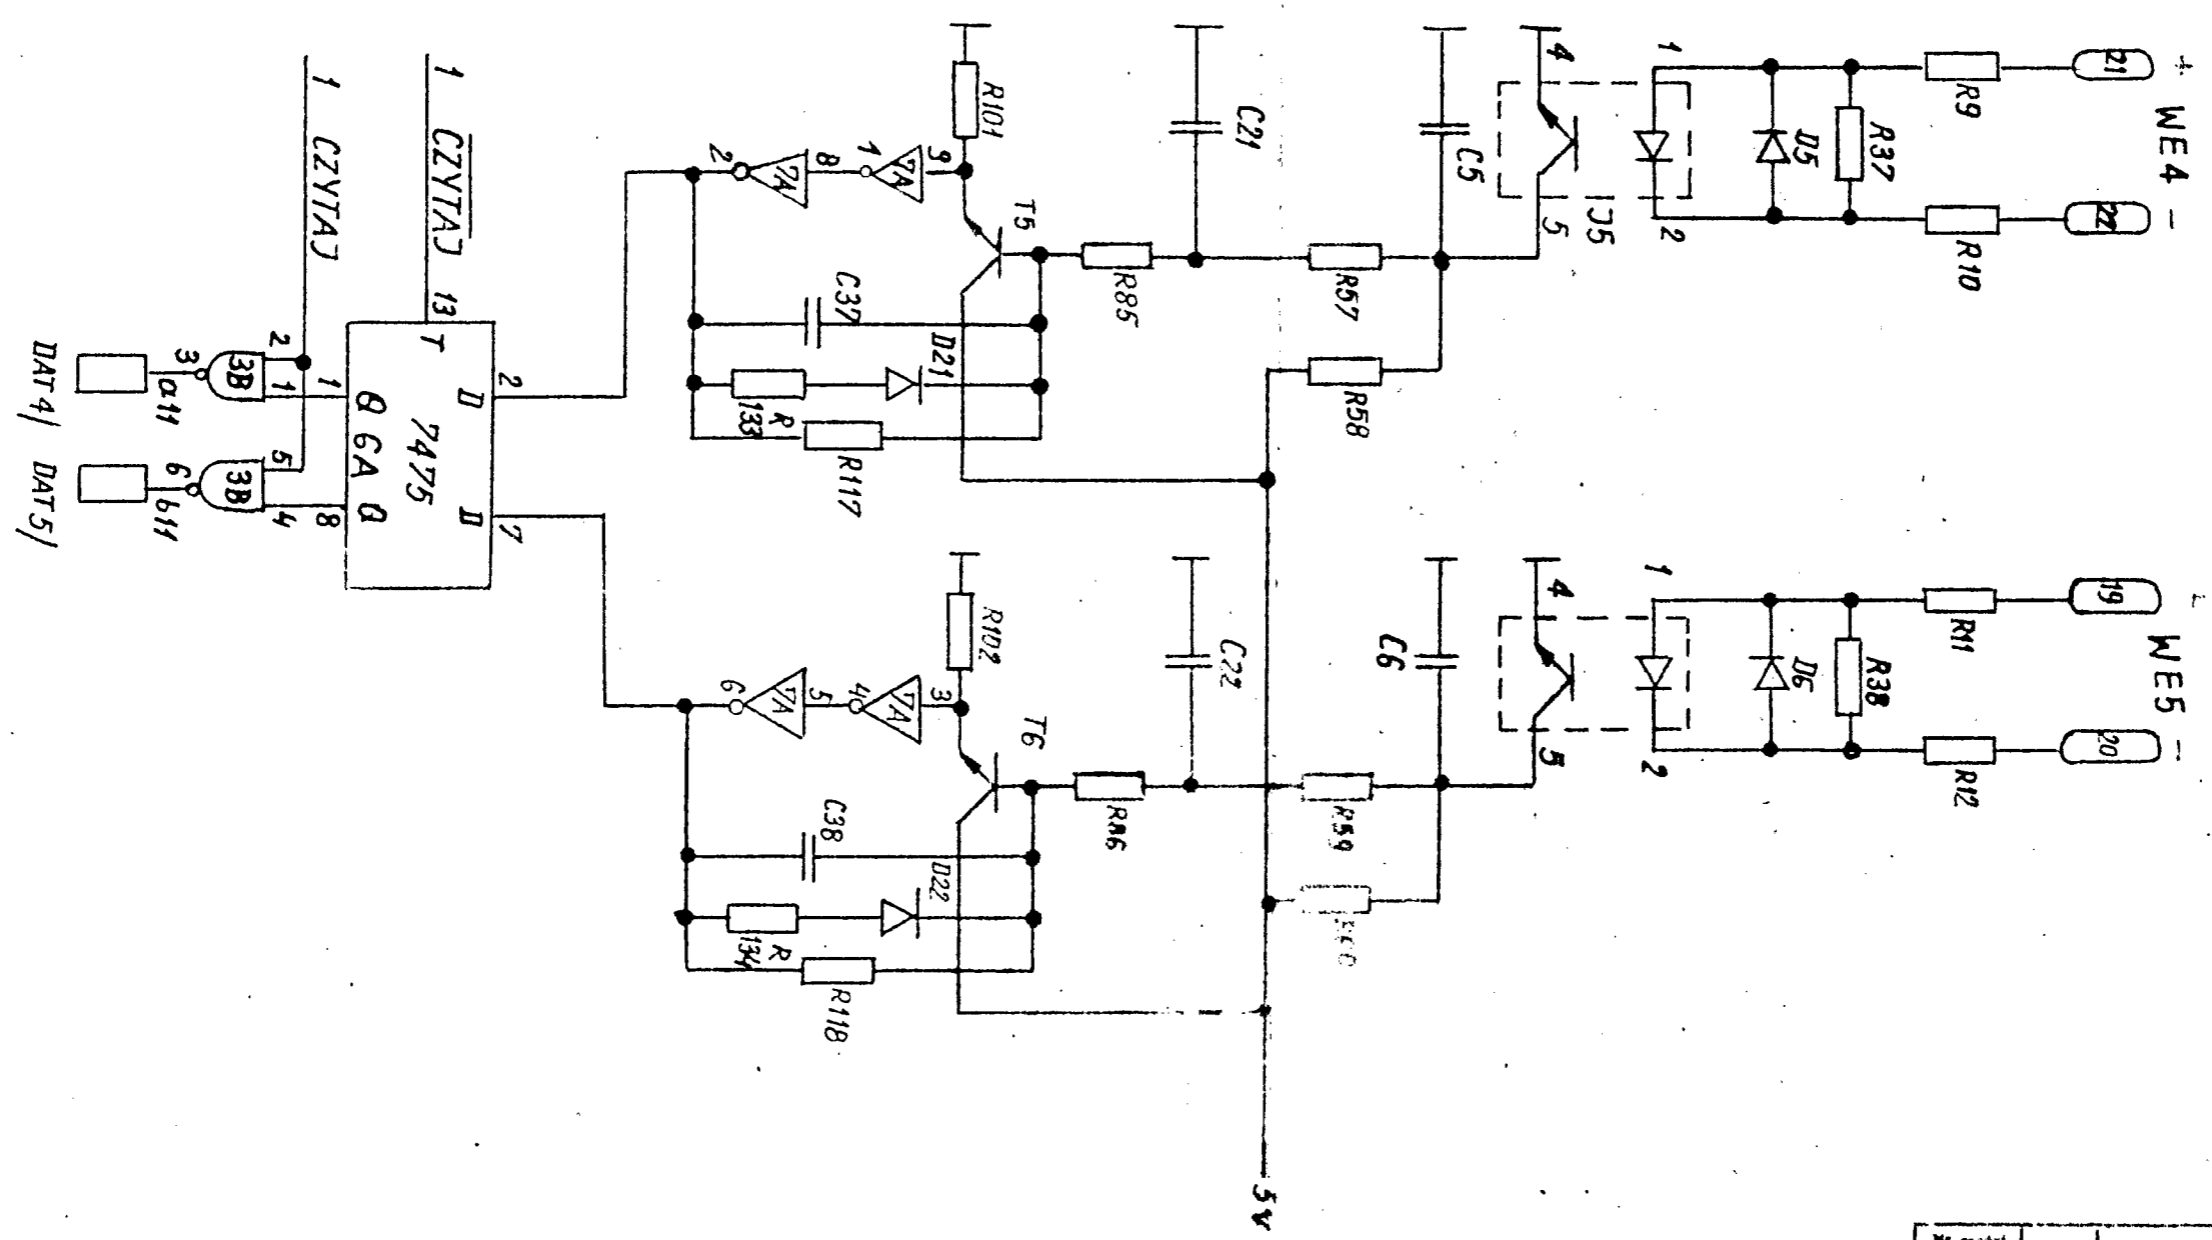 + WE4 -
21
22
R9
R10
R37
D5
1
2
4
5
J5
C5
R57
R58
C21
R85
T5
R101
9
7A
1
8
7A
2
C37
D21
R
133
R117
WE5 -
19
20
R11
R12
R38
D6
1
2
4
5
C6
R59
C22
R86
T6
R102
3
7A
4
5
7A
6
C38
D22
R
134
R118
5V
1 CZYTAJ
1 CZYTAJ
13
T
D
2
D
7
7475
Q 6A Q
1
8
2
1
3B
3
a11
5
4
3B
6
b11
DAT4/
DAT5/